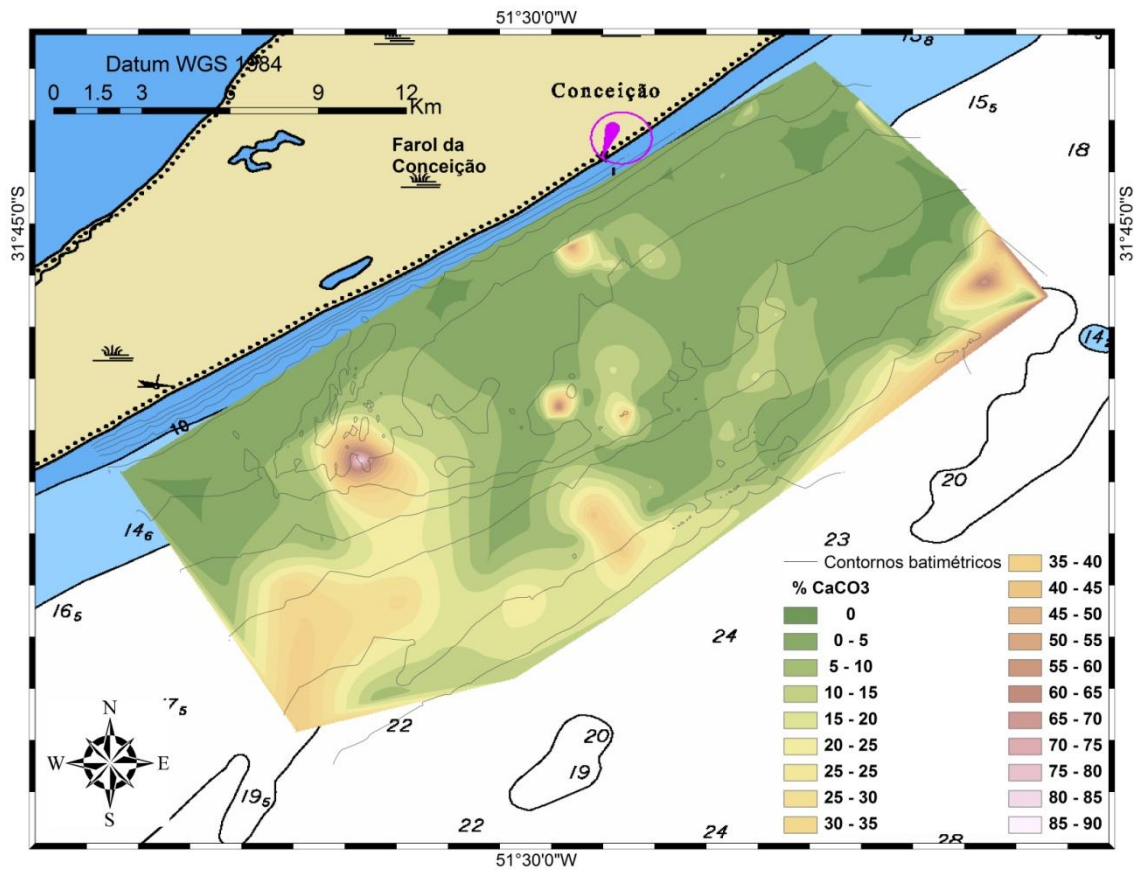 51°30'0"W
Datum WGS 1984
0 1.5 3 6 9 12
Km
Conceição
Farol da
Conceição
13₈
15₅
18
31°45'0"S
31°45'0"S
10
14₆
16₅
20
23
24
22
20
19
19₅
22
24
28
Contornos batimétricos
% CaCO3
0
0 - 5
5 - 10
10 - 15
15 - 20
20 - 25
25 - 25
25 - 30
30 - 35
35 - 40
40 - 45
45 - 50
50 - 55
55 - 60
60 - 65
65 - 70
70 - 75
75 - 80
80 - 85
85 - 90
N
W E
S
51°30'0"W